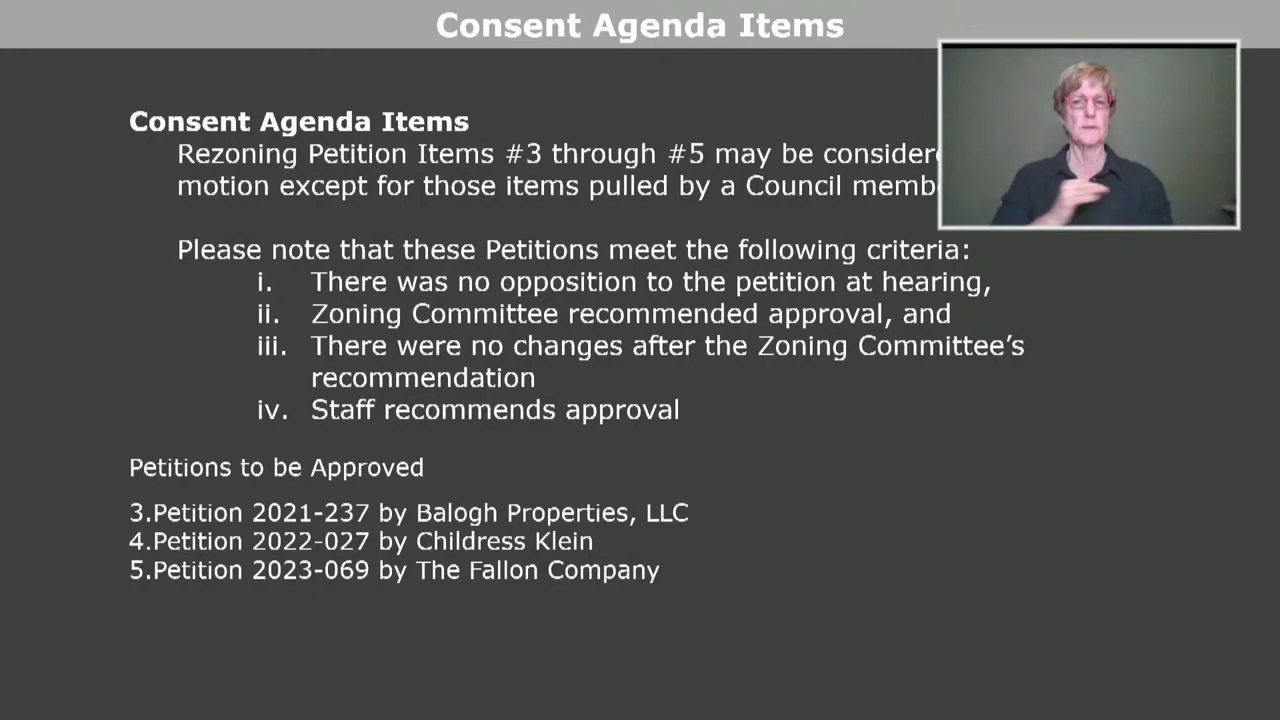 Consent Agenda Items
Consent Agenda Items
Rezoning Petition Items #3 through #5 may be
motion except for those items pulled by a Council
Please note that these Petitions meet the following criteria:
i. There was no opposition to the petition at hearing,
ii. Zoning Committee recommended approval, and
iii. There were no changes after the Zoning Committee’s
recommendation
iv. Staff recommends approval
Petitions to be Approved
3.Petition 2021-237 by Balogh Properties, LLC
4.Petition 2022-027 by Childress Klein
5.Petition 2023-069 by The Fallon Company